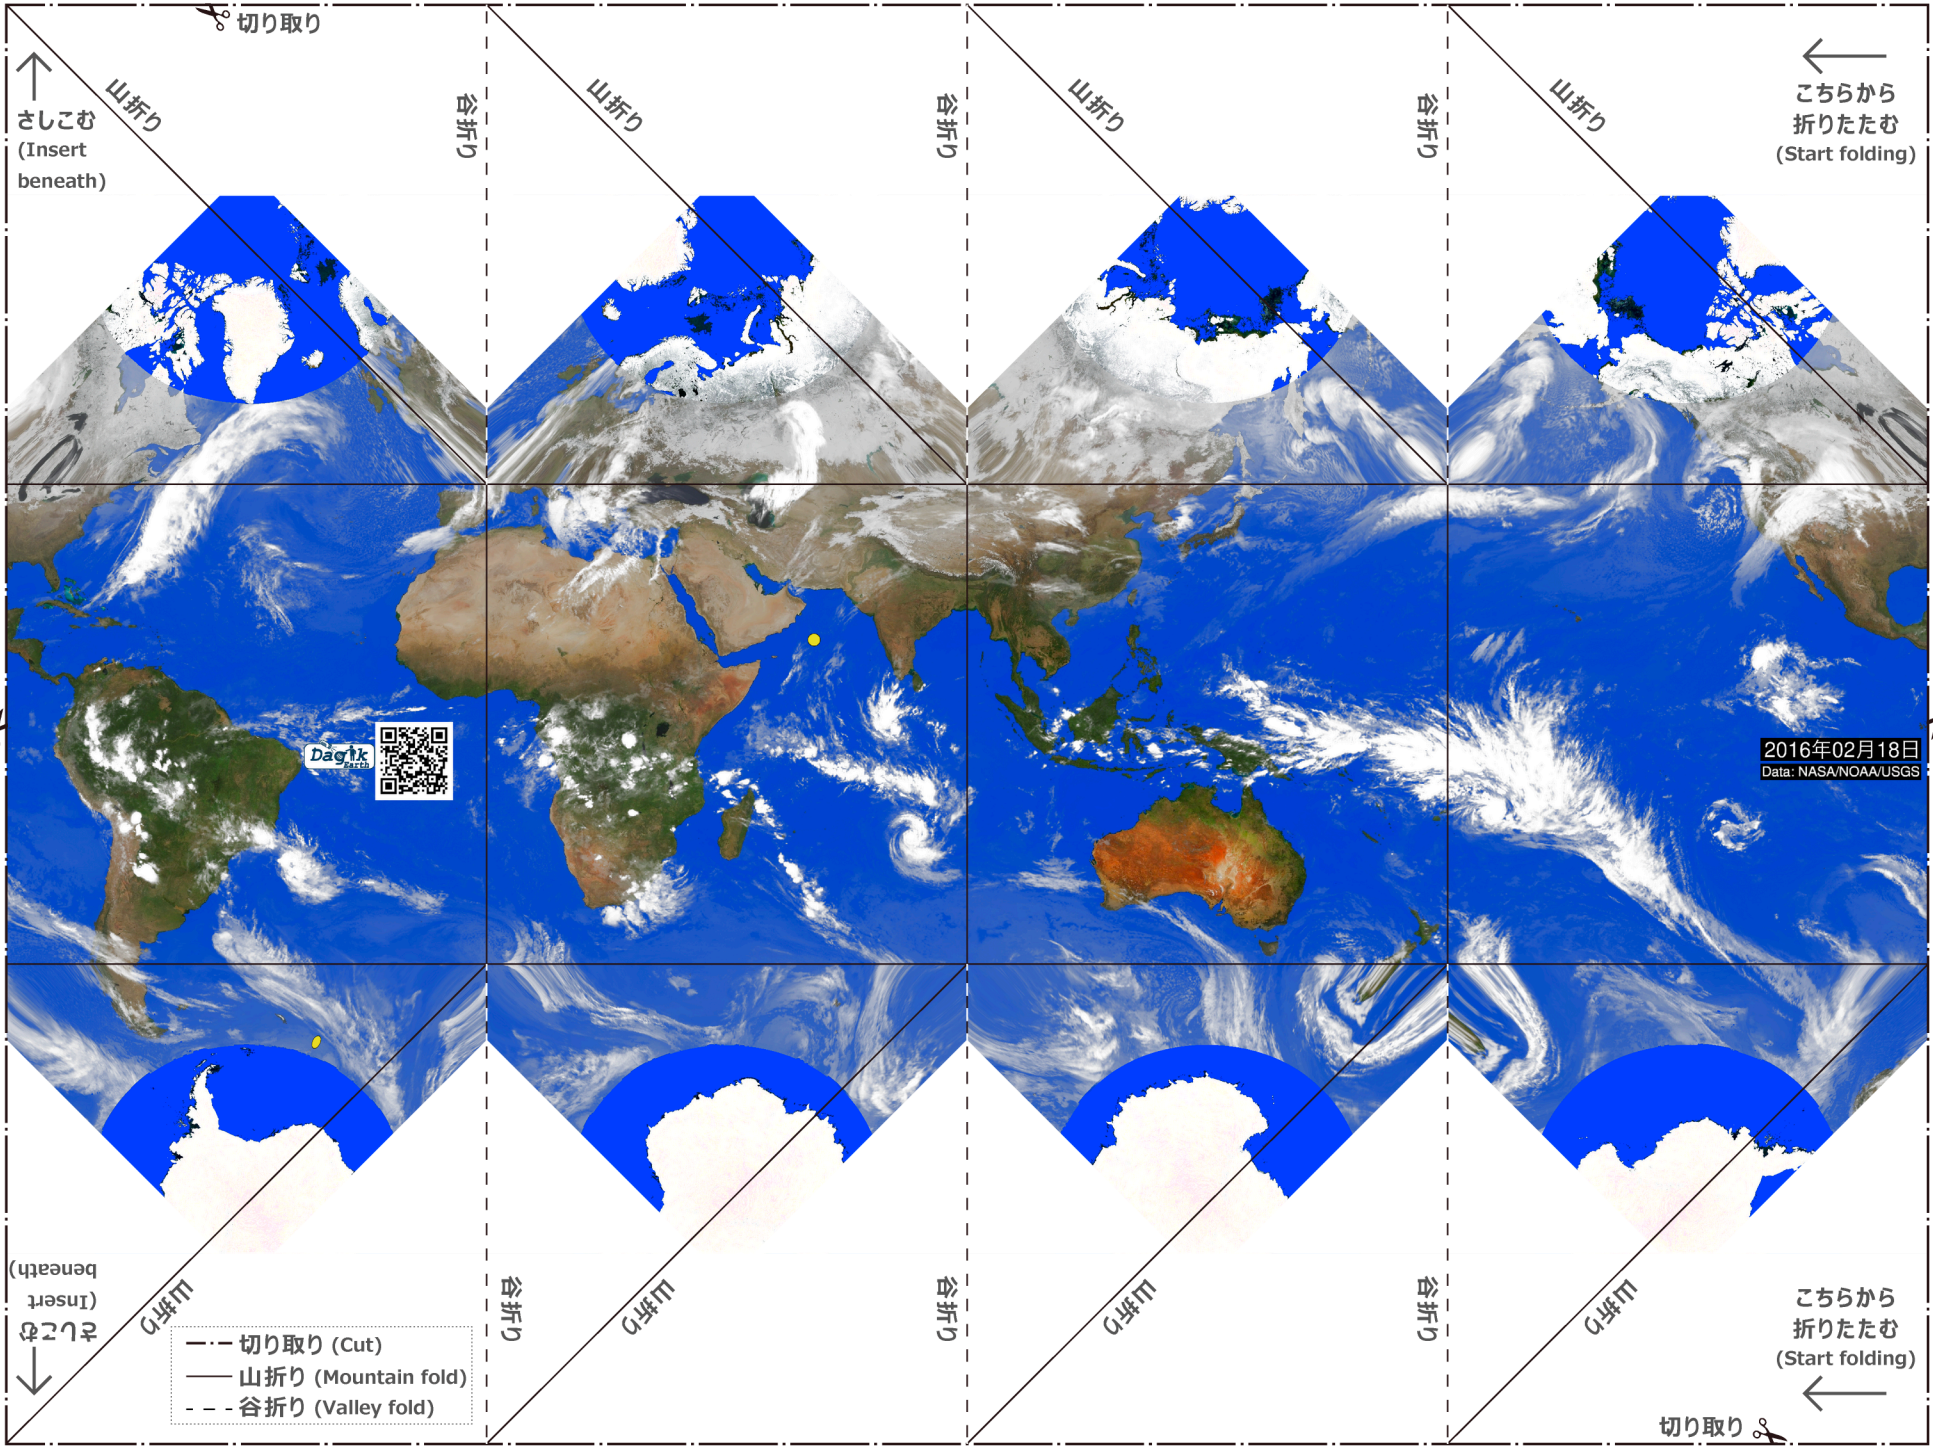 切り取り
山折り
谷折り
山折り
谷折り
山折り
谷折り
山折り
さしこむ
(Insert
beneath)
こちらから
折りたたむ
(Start folding)
Dagik
Earth
2016年02月18日
Data: NASA/NOAA/USGS
さしこむ
(Insert
beneath)
山折り
谷折り
山折り
谷折り
山折り
谷折り
山折り
切り取り (Cut)
山折り (Mountain fold)
谷折り (Valley fold)
こちらから
折りたたむ
(Start folding)
切り取り